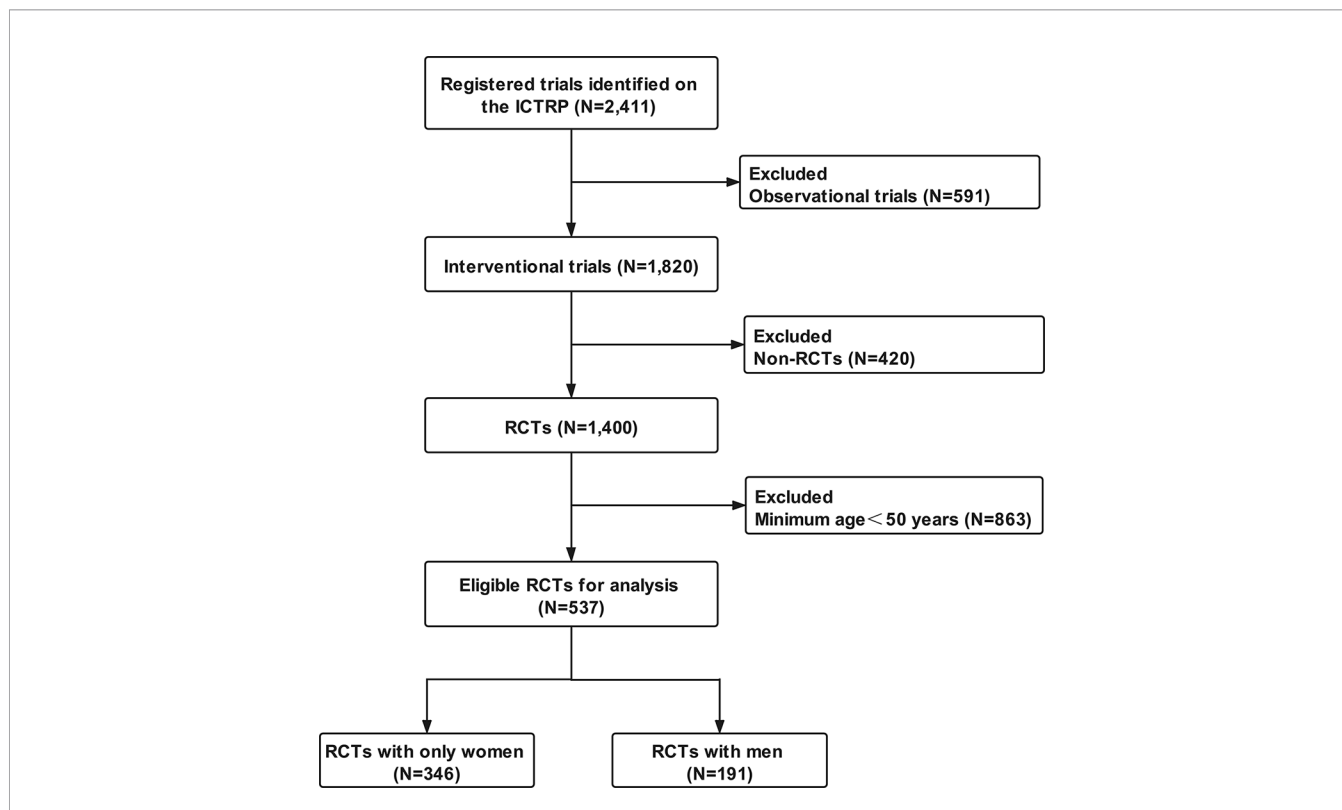 Registered trials identified on
the ICTRP (N=2,411)
Excluded
Observational trials (N=591)
Interventional trials (N=1,820)
Excluded
Non-RCTs (N=420)
RCTs (N=1,400)
Excluded
Minimum age＜50 years (N=863)
Eligible RCTs for analysis
(N=537)
RCTs with only women
(N=346)
RCTs with men
(N=191)